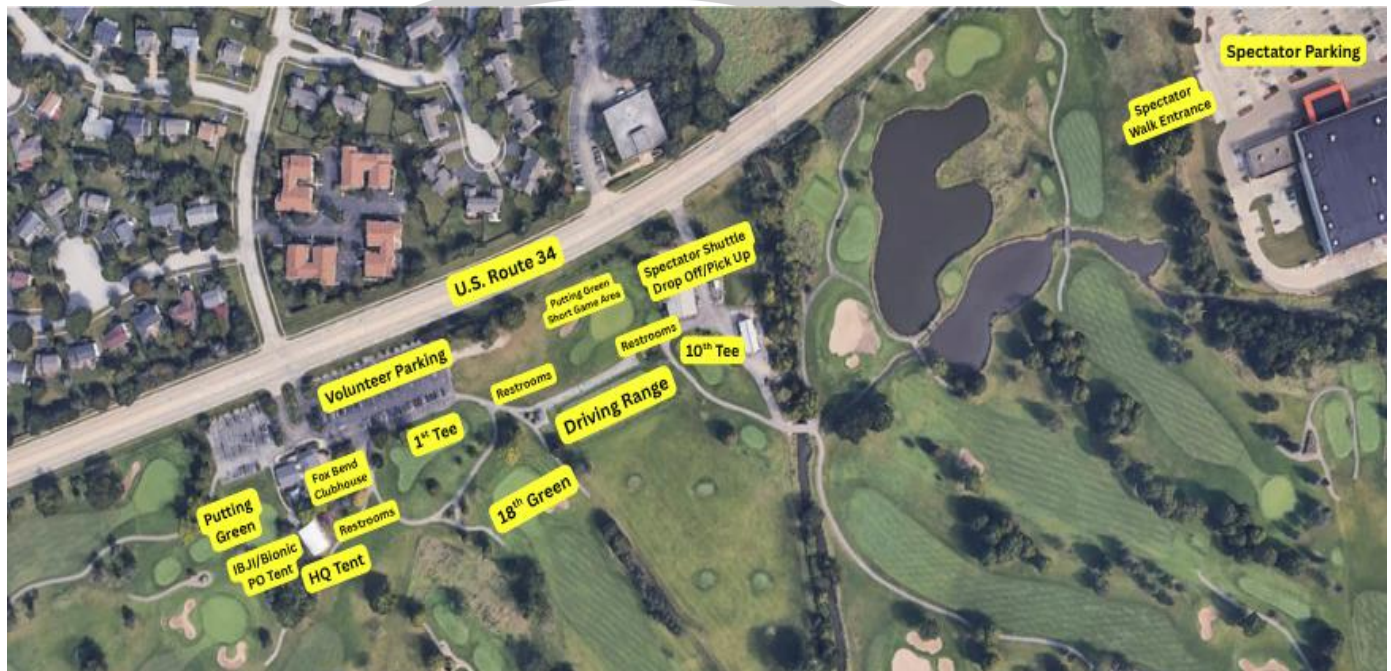 Spectator Parking
Spectator
Walk Entrance
U.S. Route 34
Spectator Shuttle
Drop Off/Pick Up
Putting Green
Short Game Area
Restrooms
10th Tee
Volunteer Parking
Restrooms
Driving Range
1st Tee
Fox Bend
Clubhouse
18th Green
Putting
Green
Restrooms
IBJI/Bionic
PO Tent
HQ Tent